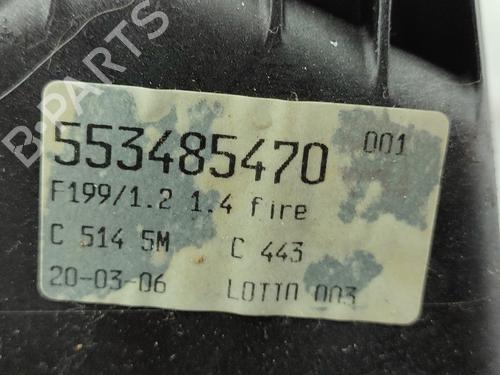 B-PARTS
553485470 001
F199/1.2 1.4 fire
C 514 5M C 443
20-03-06 LOTTO 003